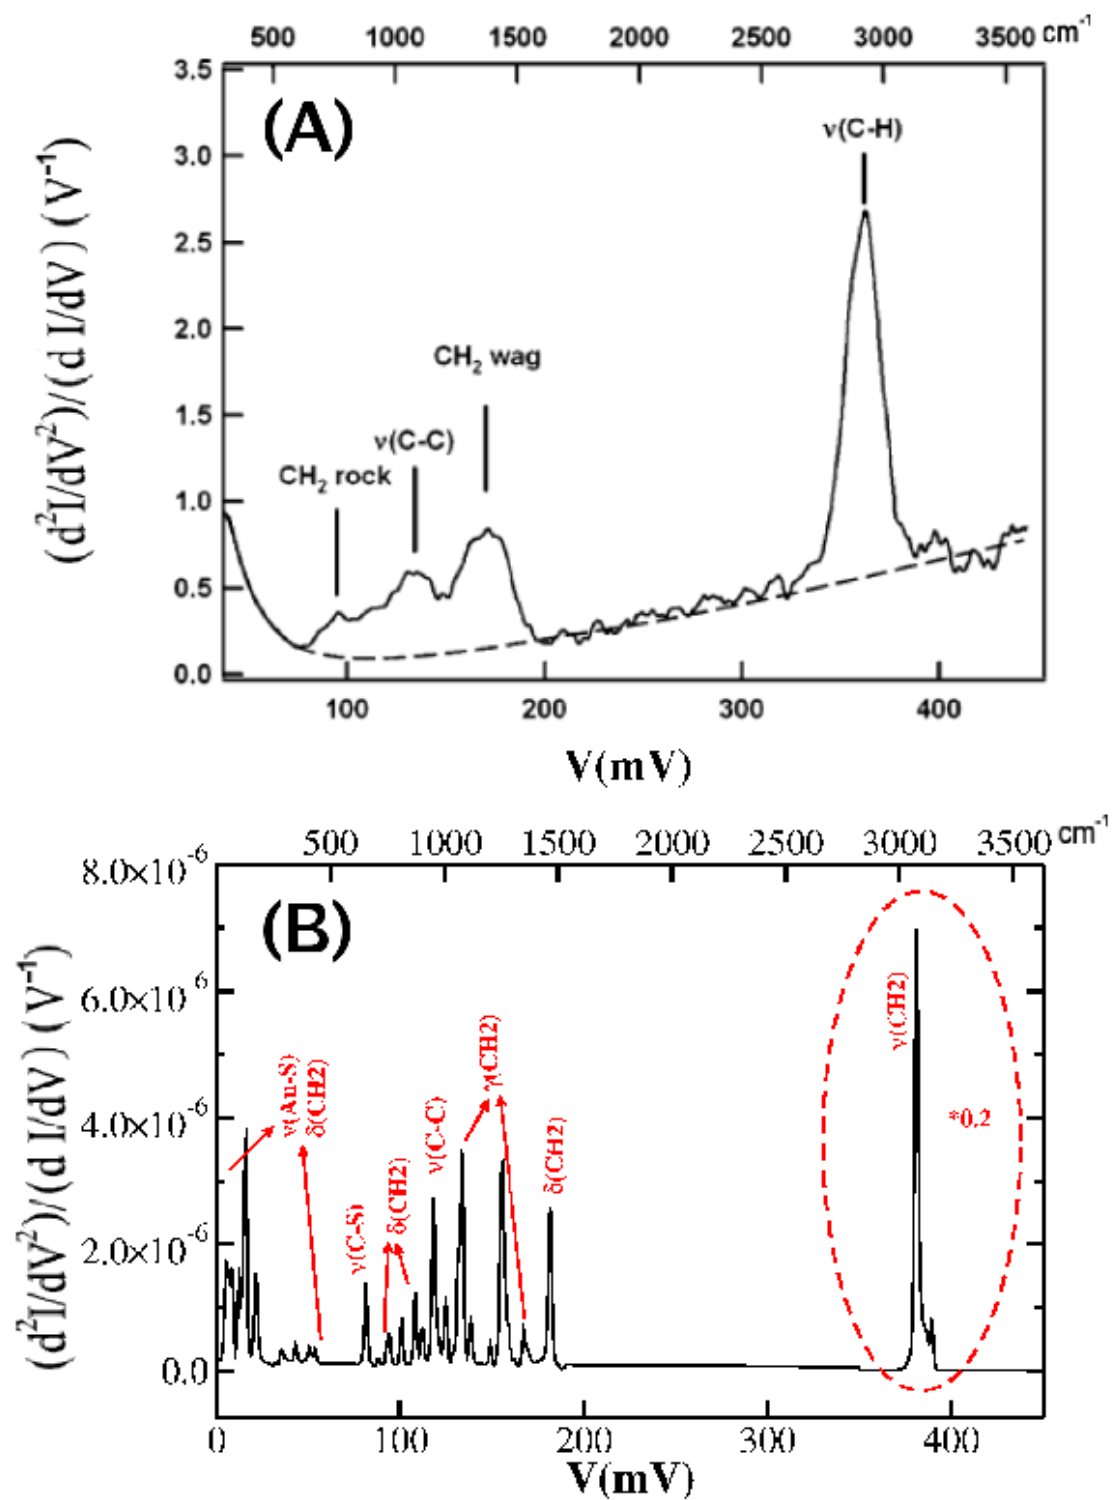 500 1000 1500 2000 2500 3000 3500 cm⁻¹
(A)
3.5
3.0
2.5
2.0
1.5
1.0
0.5
0.0
(d²I/dV²)/(d I/dV) (V⁻¹)
ν(C-H)
CH₂ wag
ν(C-C)
CH₂ rock
100 200 300 400
V(mV)
500 1000 1500 2000 2500 3000 3500 cm⁻¹
(B)
8.0×10⁻⁶
6.0×10⁻⁶
4.0×10⁻⁶
2.0×10⁻⁶
0.0
(d²I/dV²)/(d I/dV) (V⁻¹)
ν(Au-S)
δ(CH2)
ν(C-S)
δ(CH2)
ν(C-C)
γ(CH2)
δ(CH2)
ν(CH2)
*0.2
0 100 200 300 400
V(mV)